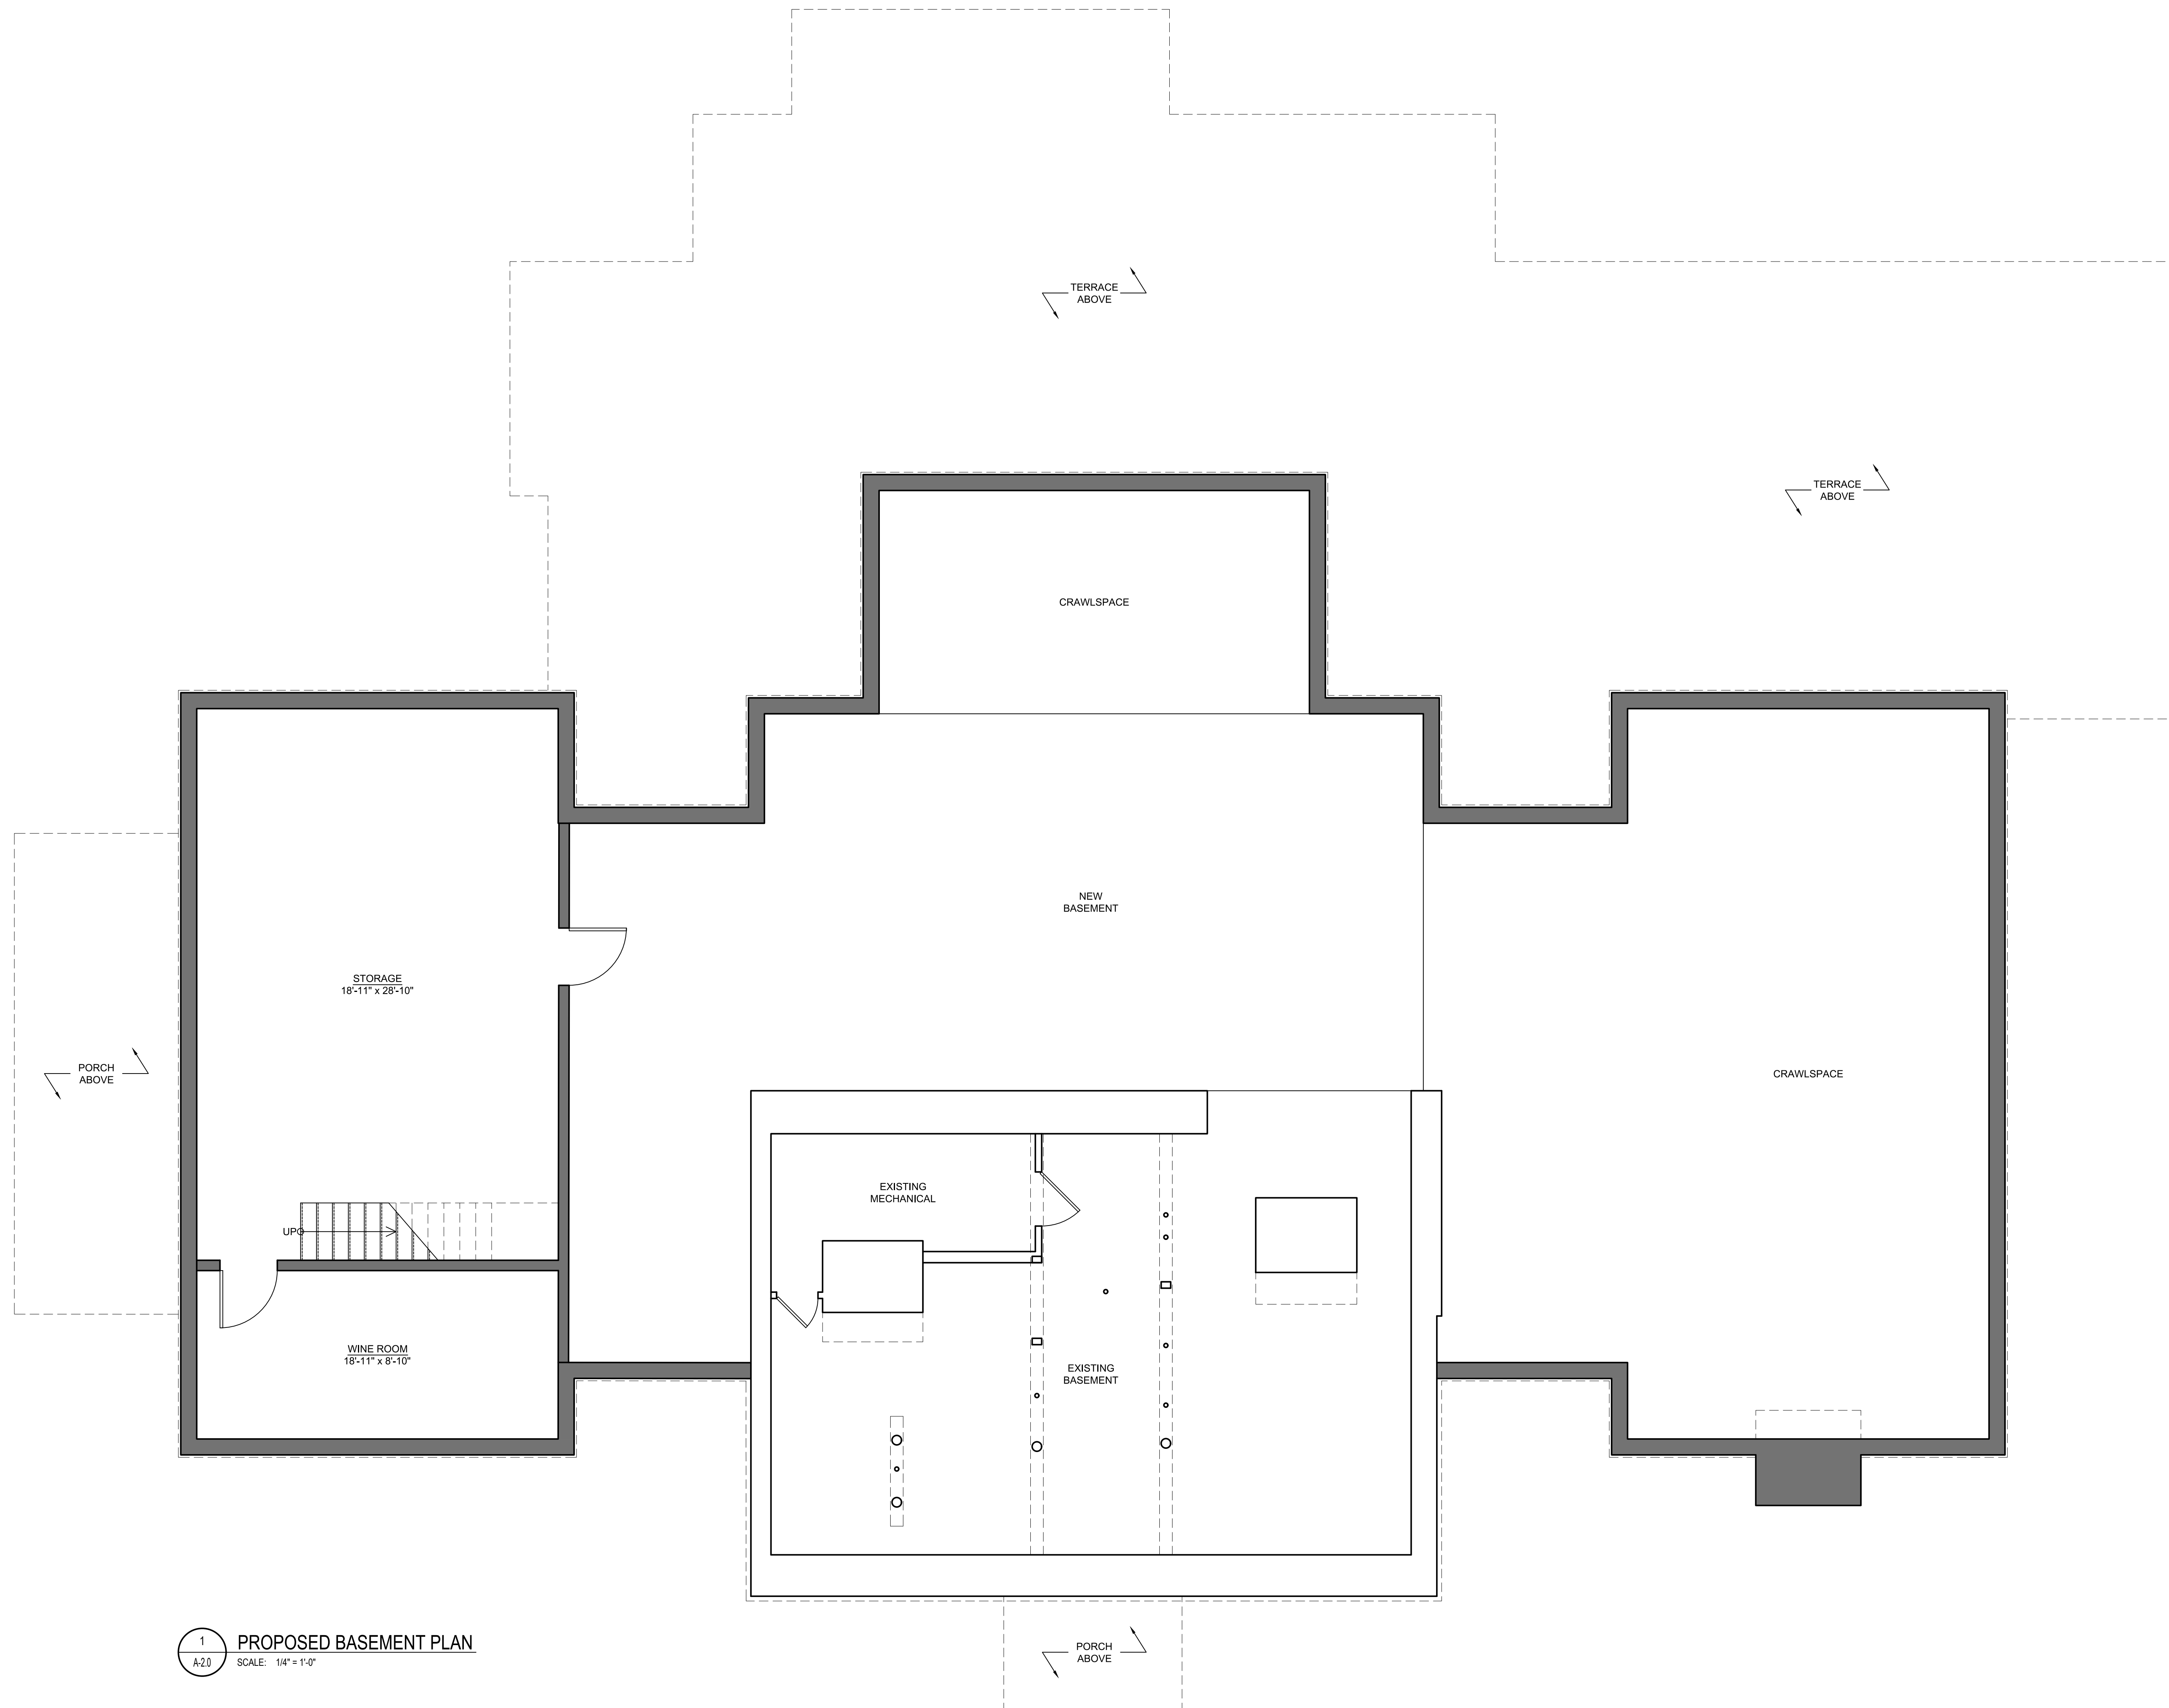 TERRACE
ABOVE
TERRACE
ABOVE
CRAWLSPACE
NEW
BASEMENT
STORAGE
18'-11" x 28'-10"
PORCH
ABOVE
CRAWLSPACE
EXISTING
MECHANICAL
UP
WINE ROOM
18'-11" x 8'-10"
EXISTING
BASEMENT
1
A-2.0
PROPOSED BASEMENT PLAN
SCALE: 1/4" = 1'-0"
PORCH
ABOVE